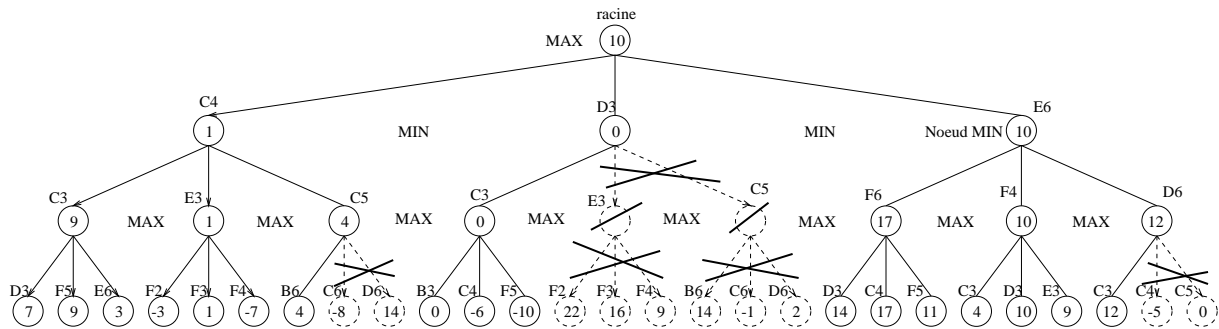 racine
MAX 10
C4 D3 E6
1 MIN 0 MIN Noeud MIN 10
C3 E3 C5 C3 E3 C5 F6 F4 D6
9 MAX 1 MAX 4 MAX 0 MAX MAX MAX 17 MAX 10 MAX 12
D3 F5 E6 F2 F3 F4 B6 C6 D6 B3 C4 F5 F2 F3 F4 B6 C6 D6 D3 C4 F5 C3 D3 E3 C3 C4 C5
7 9 3 -3 1 -7 4 -8 14 0 -6 -10 22 16 9 14 -1 2 14 17 11 4 10 9 12 -5 0